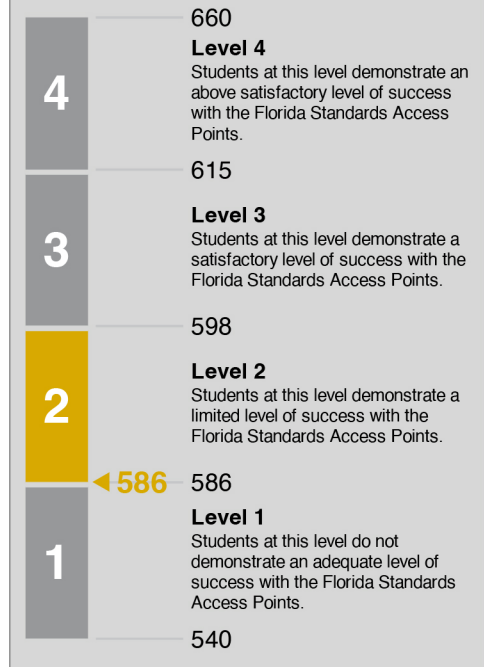 660
Level 4
Students at this level demonstrate an
above satisfactory level of success
with the Florida Standards Access
Points.
4
615
Level 3
Students at this level demonstrate a
satisfactory level of success with the
Florida Standards Access Points.
3
598
Level 2
Students at this level demonstrate a
limited level of success with the
Florida Standards Access Points.
2
586 586
Level 1
Students at this level do not
demonstrate an adequate level of
success with the Florida Standards
Access Points.
1
540